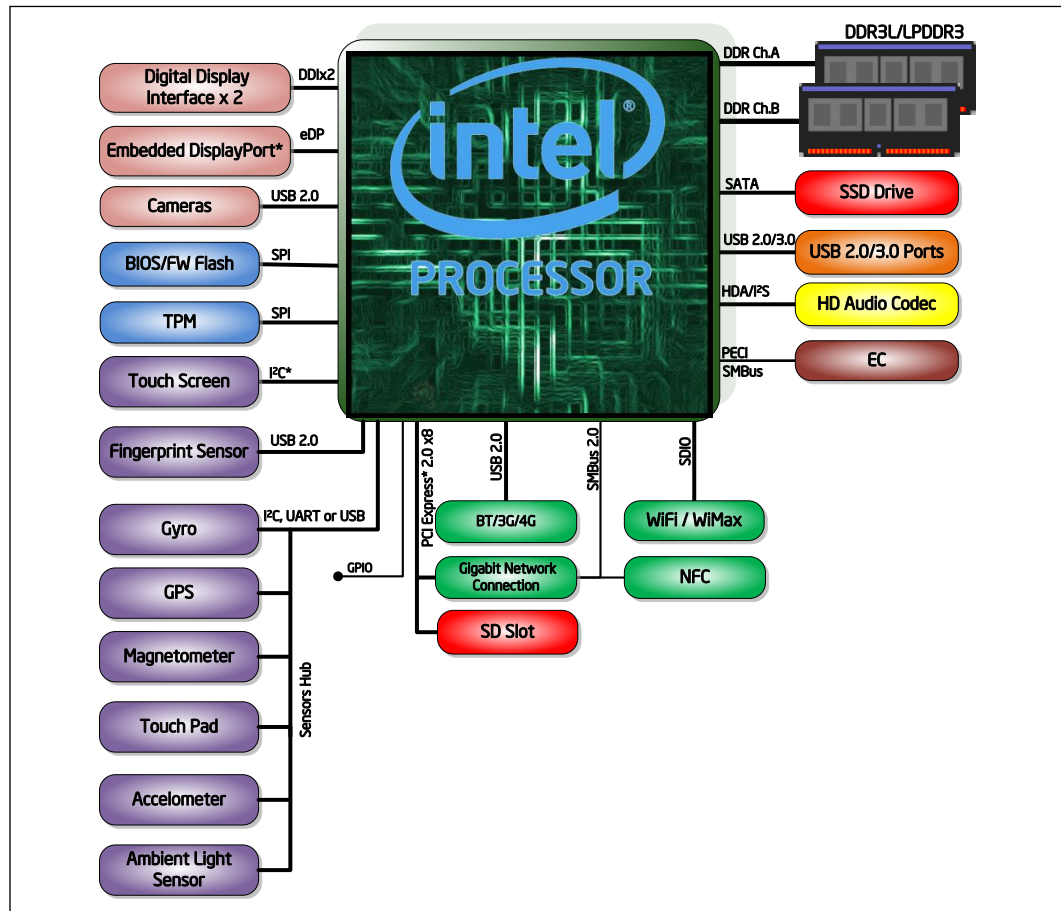 DDR3L/LPDDR3
DDR Ch.A
DDR Ch.B
Digital Display
Interface x 2
DDIx2
Embedded DisplayPort*
eDP
Cameras
USB 2.0
BIOS/FW Flash
SPI
TPM
SPI
Touch Screen
I²C*
Fingerprint Sensor
USB 2.0
intel®
PROCESSOR
SATA
SSD Drive
USB 2.0/3.0
USB 2.0/3.0 Ports
HDA/I²S
HD Audio Codec
PECI
SMBus
EC
Gyro
I²C, UART or USB
GPS
Magnetometer
Touch Pad
Accelometer
Ambient Light
Sensor
Sensors Hub
GPIO
PCI Express* 2.0 x8
USB 2.0
SMBus 2.0
SDIO
BT/3G/4G
WiFi / WiMax
Gigabit Network
Connection
NFC
SD Slot